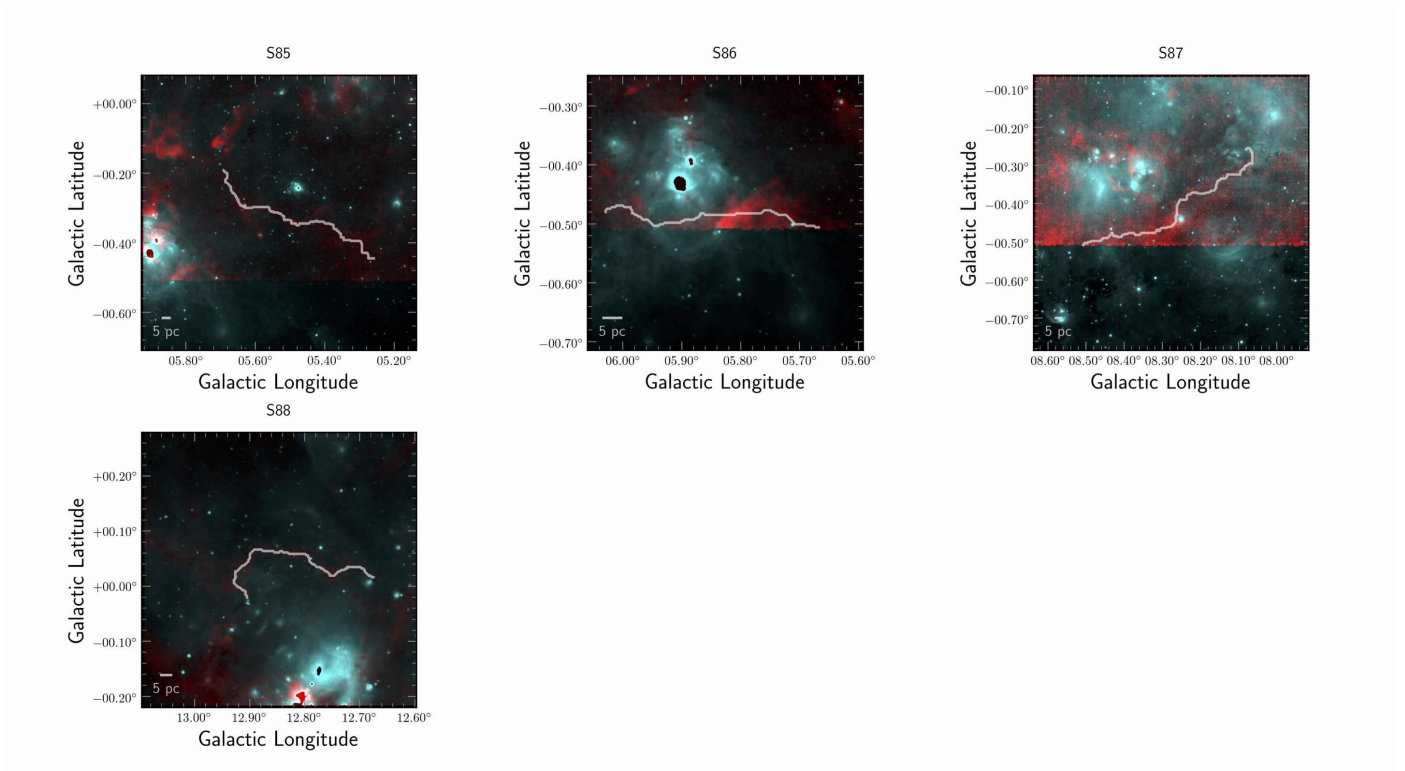 S85
S86
S87
+00.00°
−00.20°
−00.40°
−00.60°
Galactic Latitude
5 pc
05.80° 05.60° 05.40° 05.20°
Galactic Longitude
−00.30°
−00.40°
−00.50°
−00.60°
−00.70°
Galactic Latitude
5 pc
06.00° 05.90° 05.80° 05.70° 05.60°
Galactic Longitude
−00.10°
−00.20°
−00.30°
−00.40°
−00.50°
−00.60°
−00.70°
Galactic Latitude
5 pc
08.60° 08.50° 08.40° 08.30° 08.20° 08.10° 08.00°
Galactic Longitude
S88
+00.20°
+00.10°
+00.00°
−00.10°
−00.20°
Galactic Latitude
5 pc
13.00° 12.90° 12.80° 12.70° 12.60°
Galactic Longitude